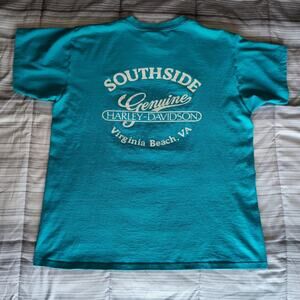 SOUTHSIDE
Genuine
HARLEY-DAVIDSON
Virginia Beach, VA